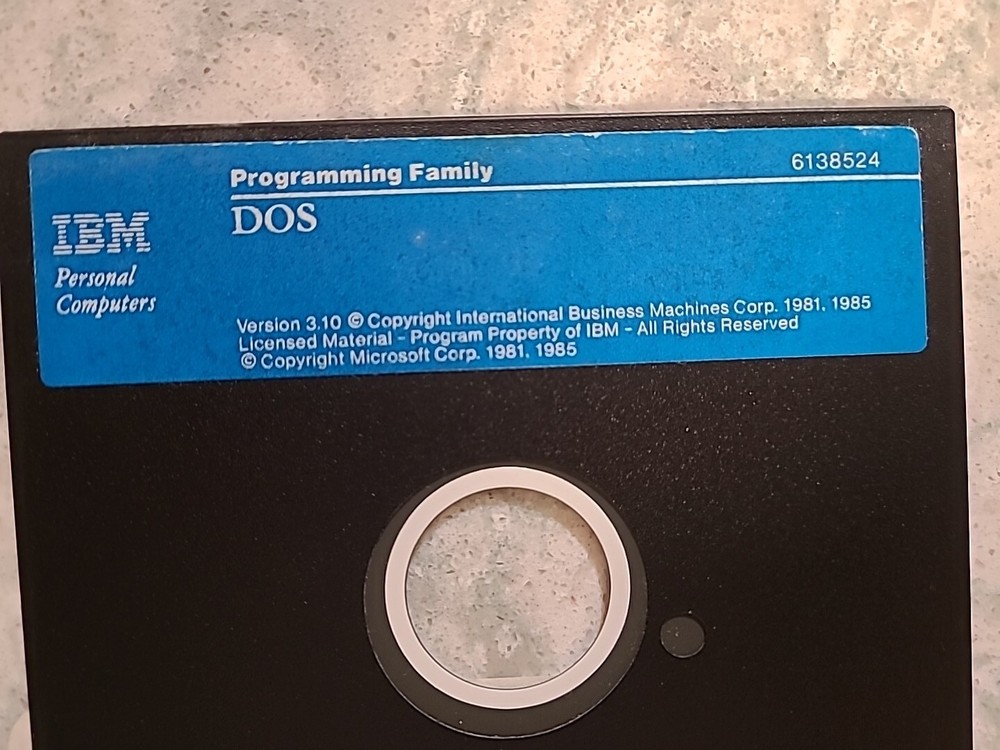 Programming Family
6138524
DOS
IBM
Personal
Computers
Version 3.10 © Copyright International Business Machines Corp. 1981, 1985
Licensed Material - Program Property of IBM - All Rights Reserved
© Copyright Microsoft Corp. 1981, 1985